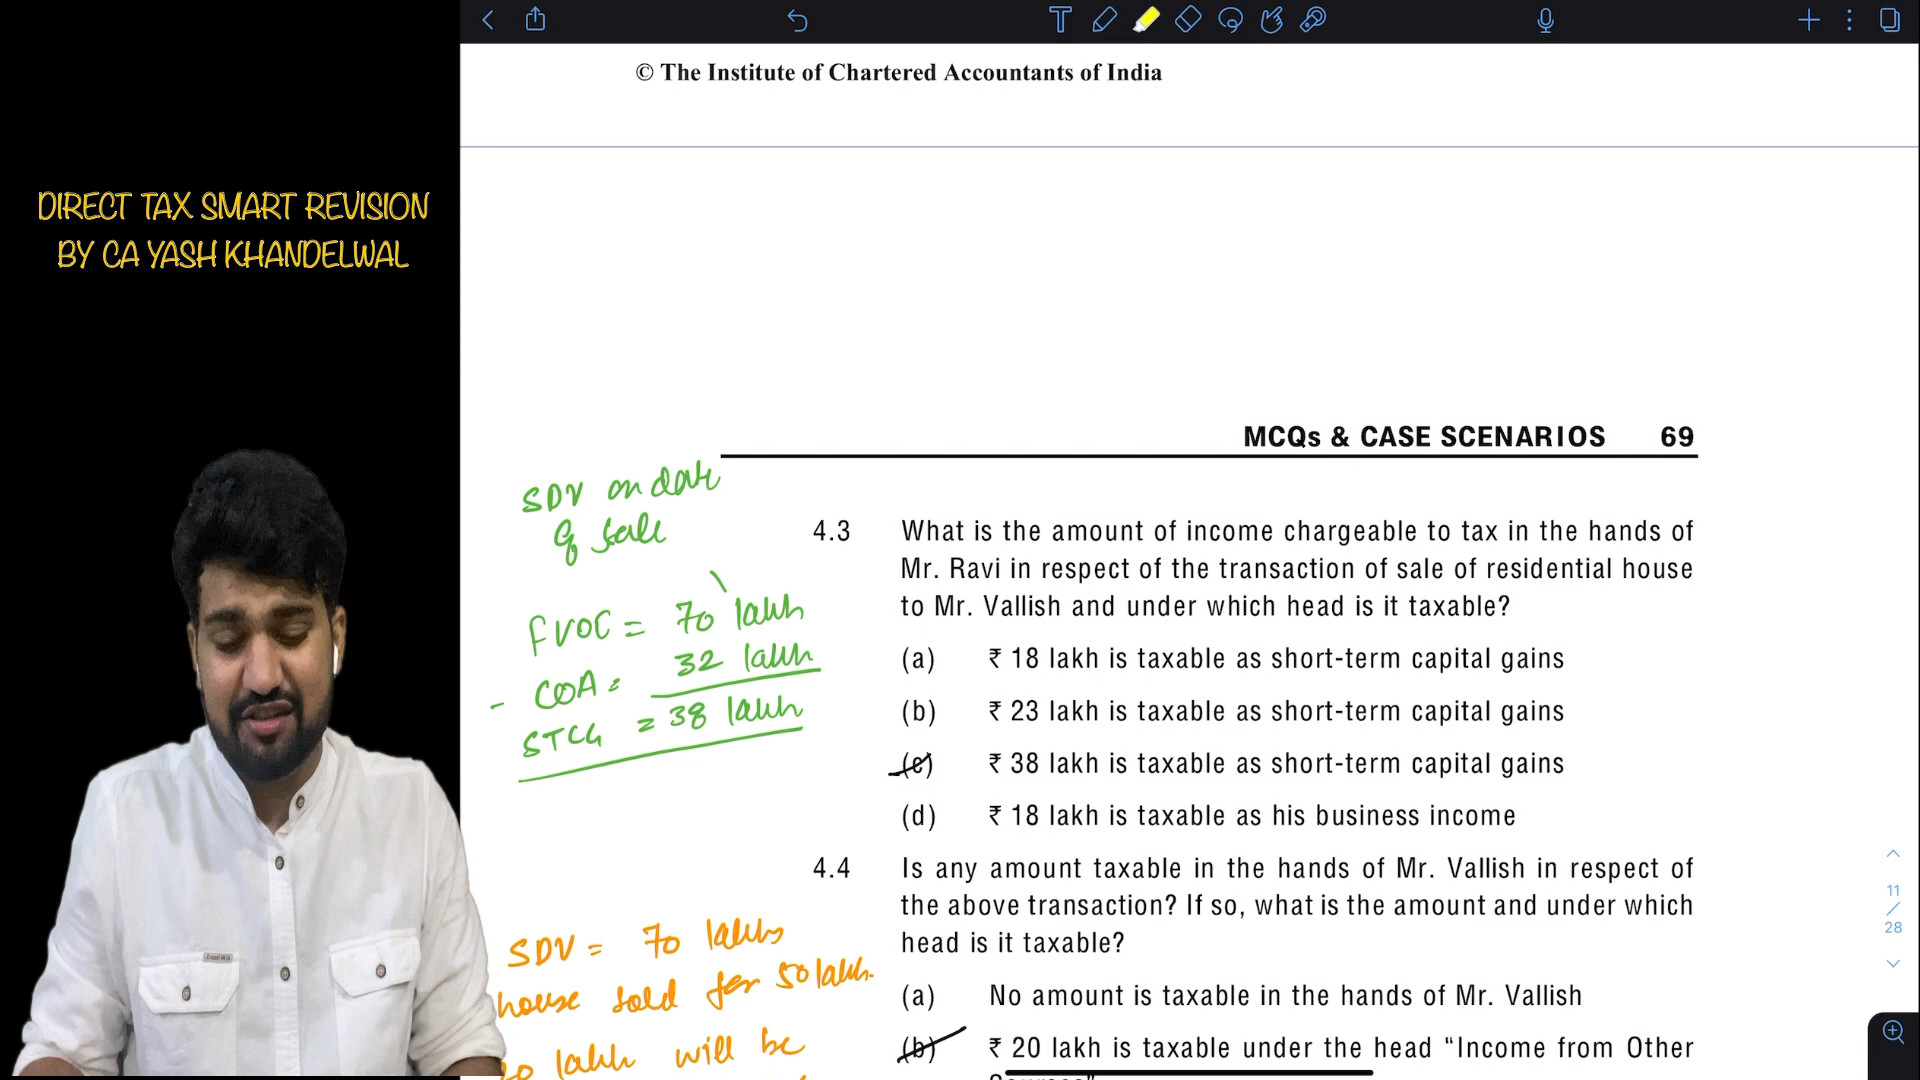 DIRECT TAX SMART REVISION
BY CA YASH KHANDELWAL
© The Institute of Chartered Accountants of India
MCQs & CASE SCENARIOS 69
SDV on date
of sale
FVOC = 70 lakh
- COA = 32 lakh
STCG = 38 lakh
4.3 What is the amount of income chargeable to tax in the hands of
Mr. Ravi in respect of the transaction of sale of residential house
to Mr. Vallish and under which head is it taxable?
(a) ₹ 18 lakh is taxable as short-term capital gains
(b) ₹ 23 lakh is taxable as short-term capital gains
(c) ₹ 38 lakh is taxable as short-term capital gains
(d) ₹ 18 lakh is taxable as his business income
4.4 Is any amount taxable in the hands of Mr. Vallish in respect of
the above transaction? If so, what is the amount and under which
head is it taxable?
(a) No amount is taxable in the hands of Mr. Vallish
(b) ₹ 20 lakh is taxable under the head “Income from Other
SDV = 70 lakhs
house sold for 50 lakh.
lakh will be
11
/
28